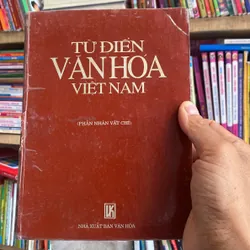 TỪ ĐIỂN
VĂN HÓA
VIỆT NAM
(PHẦN NHÂN VẬT CHÍ)
NHÀ XUẤT BẢN VĂN HÓA